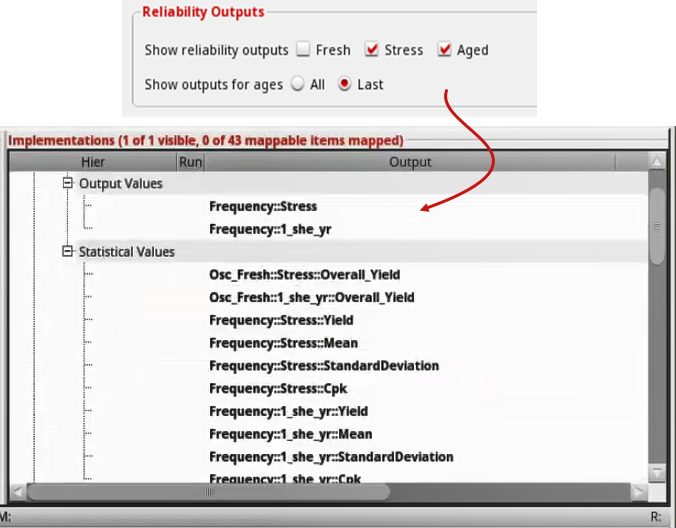 Reliability Outputs
Show reliability outputs Fresh Stress Aged
Show outputs for ages All Last
Implementations (1 of 1 visible, 0 of 43 mappable items mapped)
Hier Run Output
Output Values
Frequency::Stress
Frequency::1_she_yr
Statistical Values
Osc_Fresh::Stress::Overall_Yield
Osc_Fresh::1_she_yr::Overall_Yield
Frequency::Stress::Yield
Frequency::Stress::Mean
Frequency::Stress::StandardDeviation
Frequency::Stress::Cpk
Frequency::1_she_yr::Yield
Frequency::1_she_yr::Mean
Frequency::1_she_yr::StandardDeviation
Frequency::1_she_yr::Cpk
M: R: